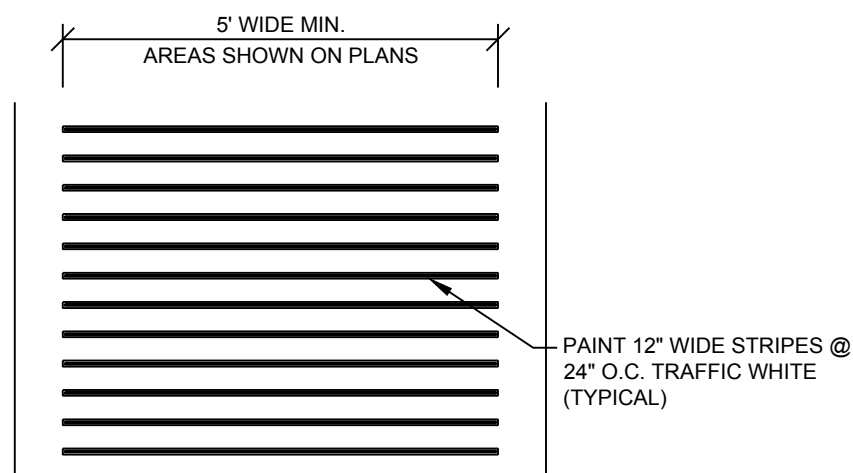 5' WIDE MIN.
AREAS SHOWN ON PLANS
PAINT 12" WIDE STRIPES @
24" O.C. TRAFFIC WHITE
(TYPICAL)